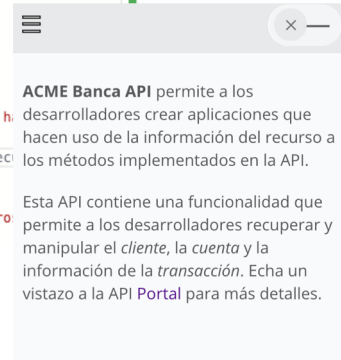 ACME Banca API permite a los
desarrolladores crear aplicaciones que
hacen uso de la información del recurso a
los métodos implementados en la API.
Esta API contiene una funcionalidad que
permite a los desarrolladores recuperar y
manipular el cliente, la cuenta y la
información de la transacción. Echa un
vistazo a la API Portal para más detalles.